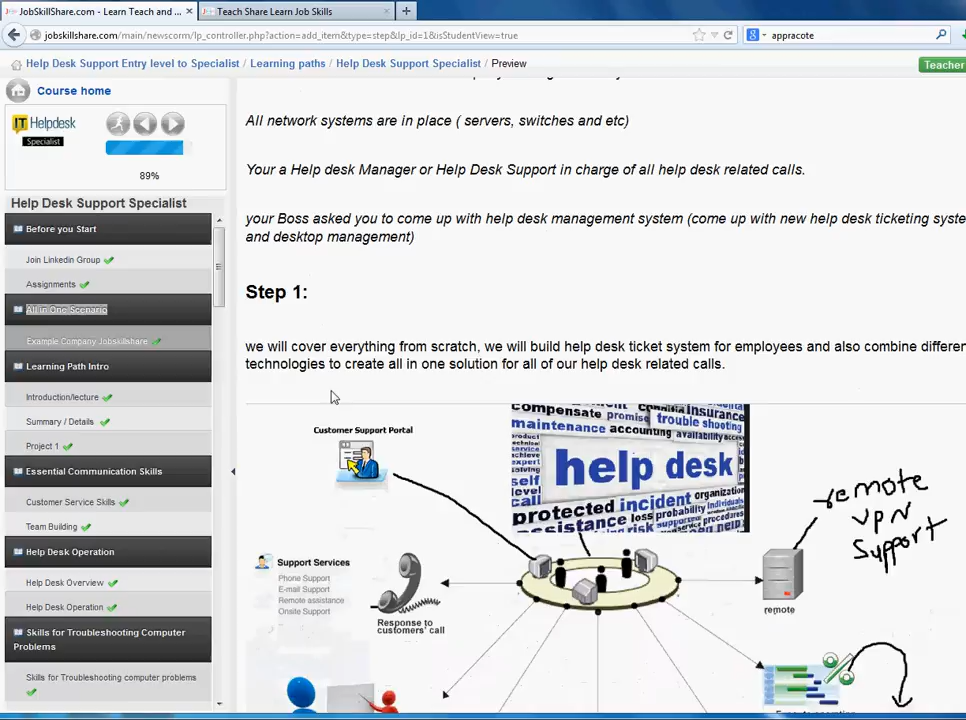 JobSkillShare.com - Learn Teach and ... ×
Teach Share Learn Job Skills ×
+
jobskillshare.com/main/newscorm/lp_controller.php?action=add_item&type=step&lp_id=1&isStudentView=true
appracote
Help Desk Support Entry level to Specialist / Learning paths / Help Desk Support Specialist / Preview
Teacher
Course home
IT Helpdesk
Specialist
89%
Help Desk Support Specialist
Before you Start
Join Linkedin Group
Assignments
All in One Scenario
Example Company Jobskillshare
Learning Path Intro
Introduction/lecture
Summary / Details
Project 1
Essential Communication Skills
Customer Service Skills
Team Building
Help Desk Operation
Help Desk Overview
Help Desk Operation
Skills for Troubleshooting Computer
Problems
Skills for Troubleshooting computer problems
All network systems are in place ( servers, switches and etc)
Your a Help desk Manager or Help Desk Support in charge of all help desk related calls.
your Boss asked you to come up with help desk management system (come up with new help desk ticketing syste
and desktop management)
Step 1:
we will cover everything from scratch, we will build help desk ticket system for employees and also combine differen
technologies to create all in one solution for all of our help desk related calls.
Customer Support Portal
compensate promise trouble shooting
maintenance accounting availability
help desk
self
level
call
protected incident organization
assistance loss probability individuals
remote
vpn
support
Support Services
Phone Support
E-mail Support
Remote assistance
Onsite Support
Response to
customers' call
remote